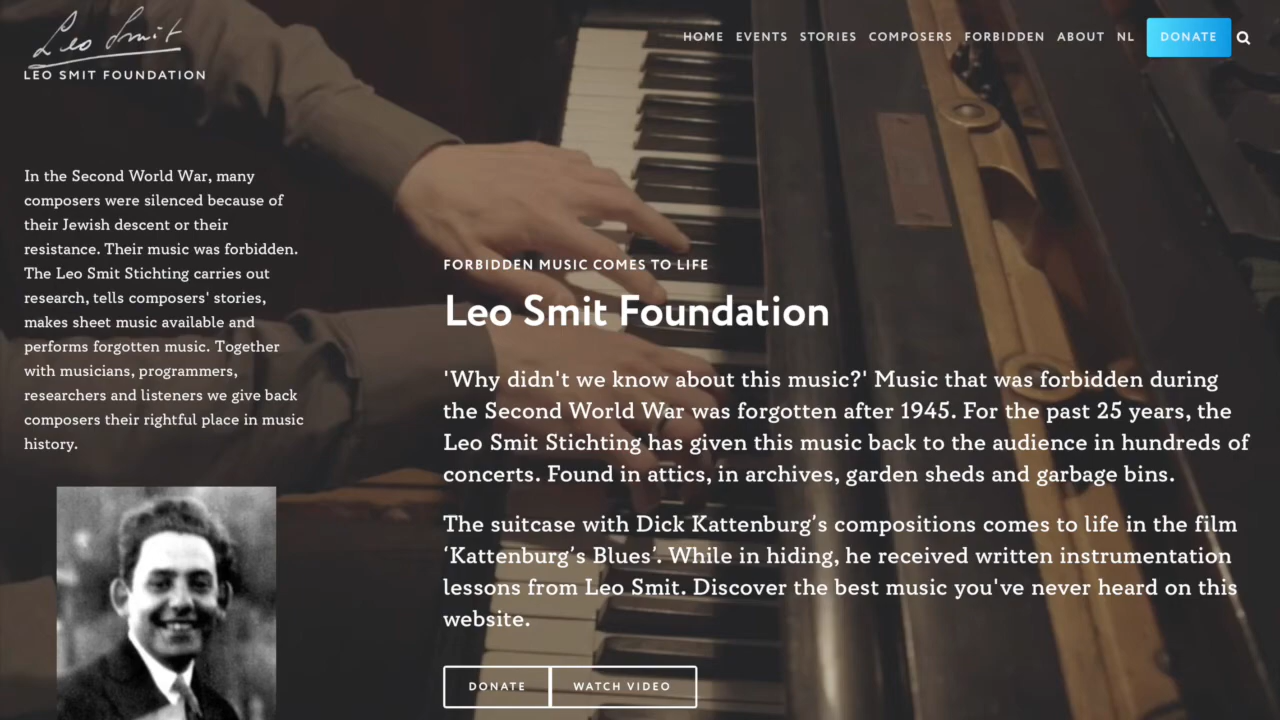 Leo Smit
LEO SMIT FOUNDATION
HOME EVENTS STORIES COMPOSERS FORBIDDEN ABOUT NL DONATE
In the Second World War, many
composers were silenced because of
their Jewish descent or their
resistance. Their music was forbidden.
The Leo Smit Stichting carries out
research, tells composers' stories,
makes sheet music available and
performs forgotten music. Together
with musicians, programmers,
researchers and listeners we give back
composers their rightful place in music
history.
FORBIDDEN MUSIC COMES TO LIFE
Leo Smit Foundation
'Why didn't we know about this music?' Music that was forbidden during
the Second World War was forgotten after 1945. For the past 25 years, the
Leo Smit Stichting has given this music back to the audience in hundreds of
concerts. Found in attics, in archives, garden sheds and garbage bins.
The suitcase with Dick Kattenburg’s compositions comes to life in the film
‘Kattenburg’s Blues’. While in hiding, he received written instrumentation
lessons from Leo Smit. Discover the best music you've never heard on this
website.
DONATE WATCH VIDEO